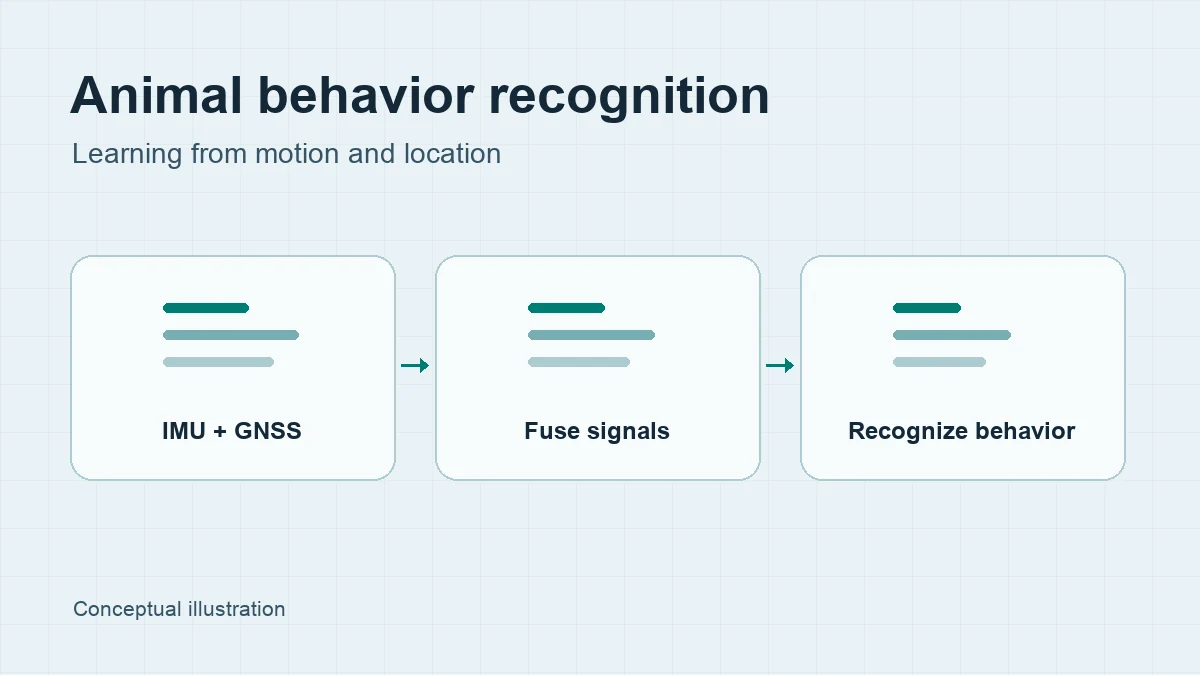 Animal behavior recognition
Learning from motion and location
IMU + GNSS
Fuse signals
Recognize behavior
Conceptual illustration